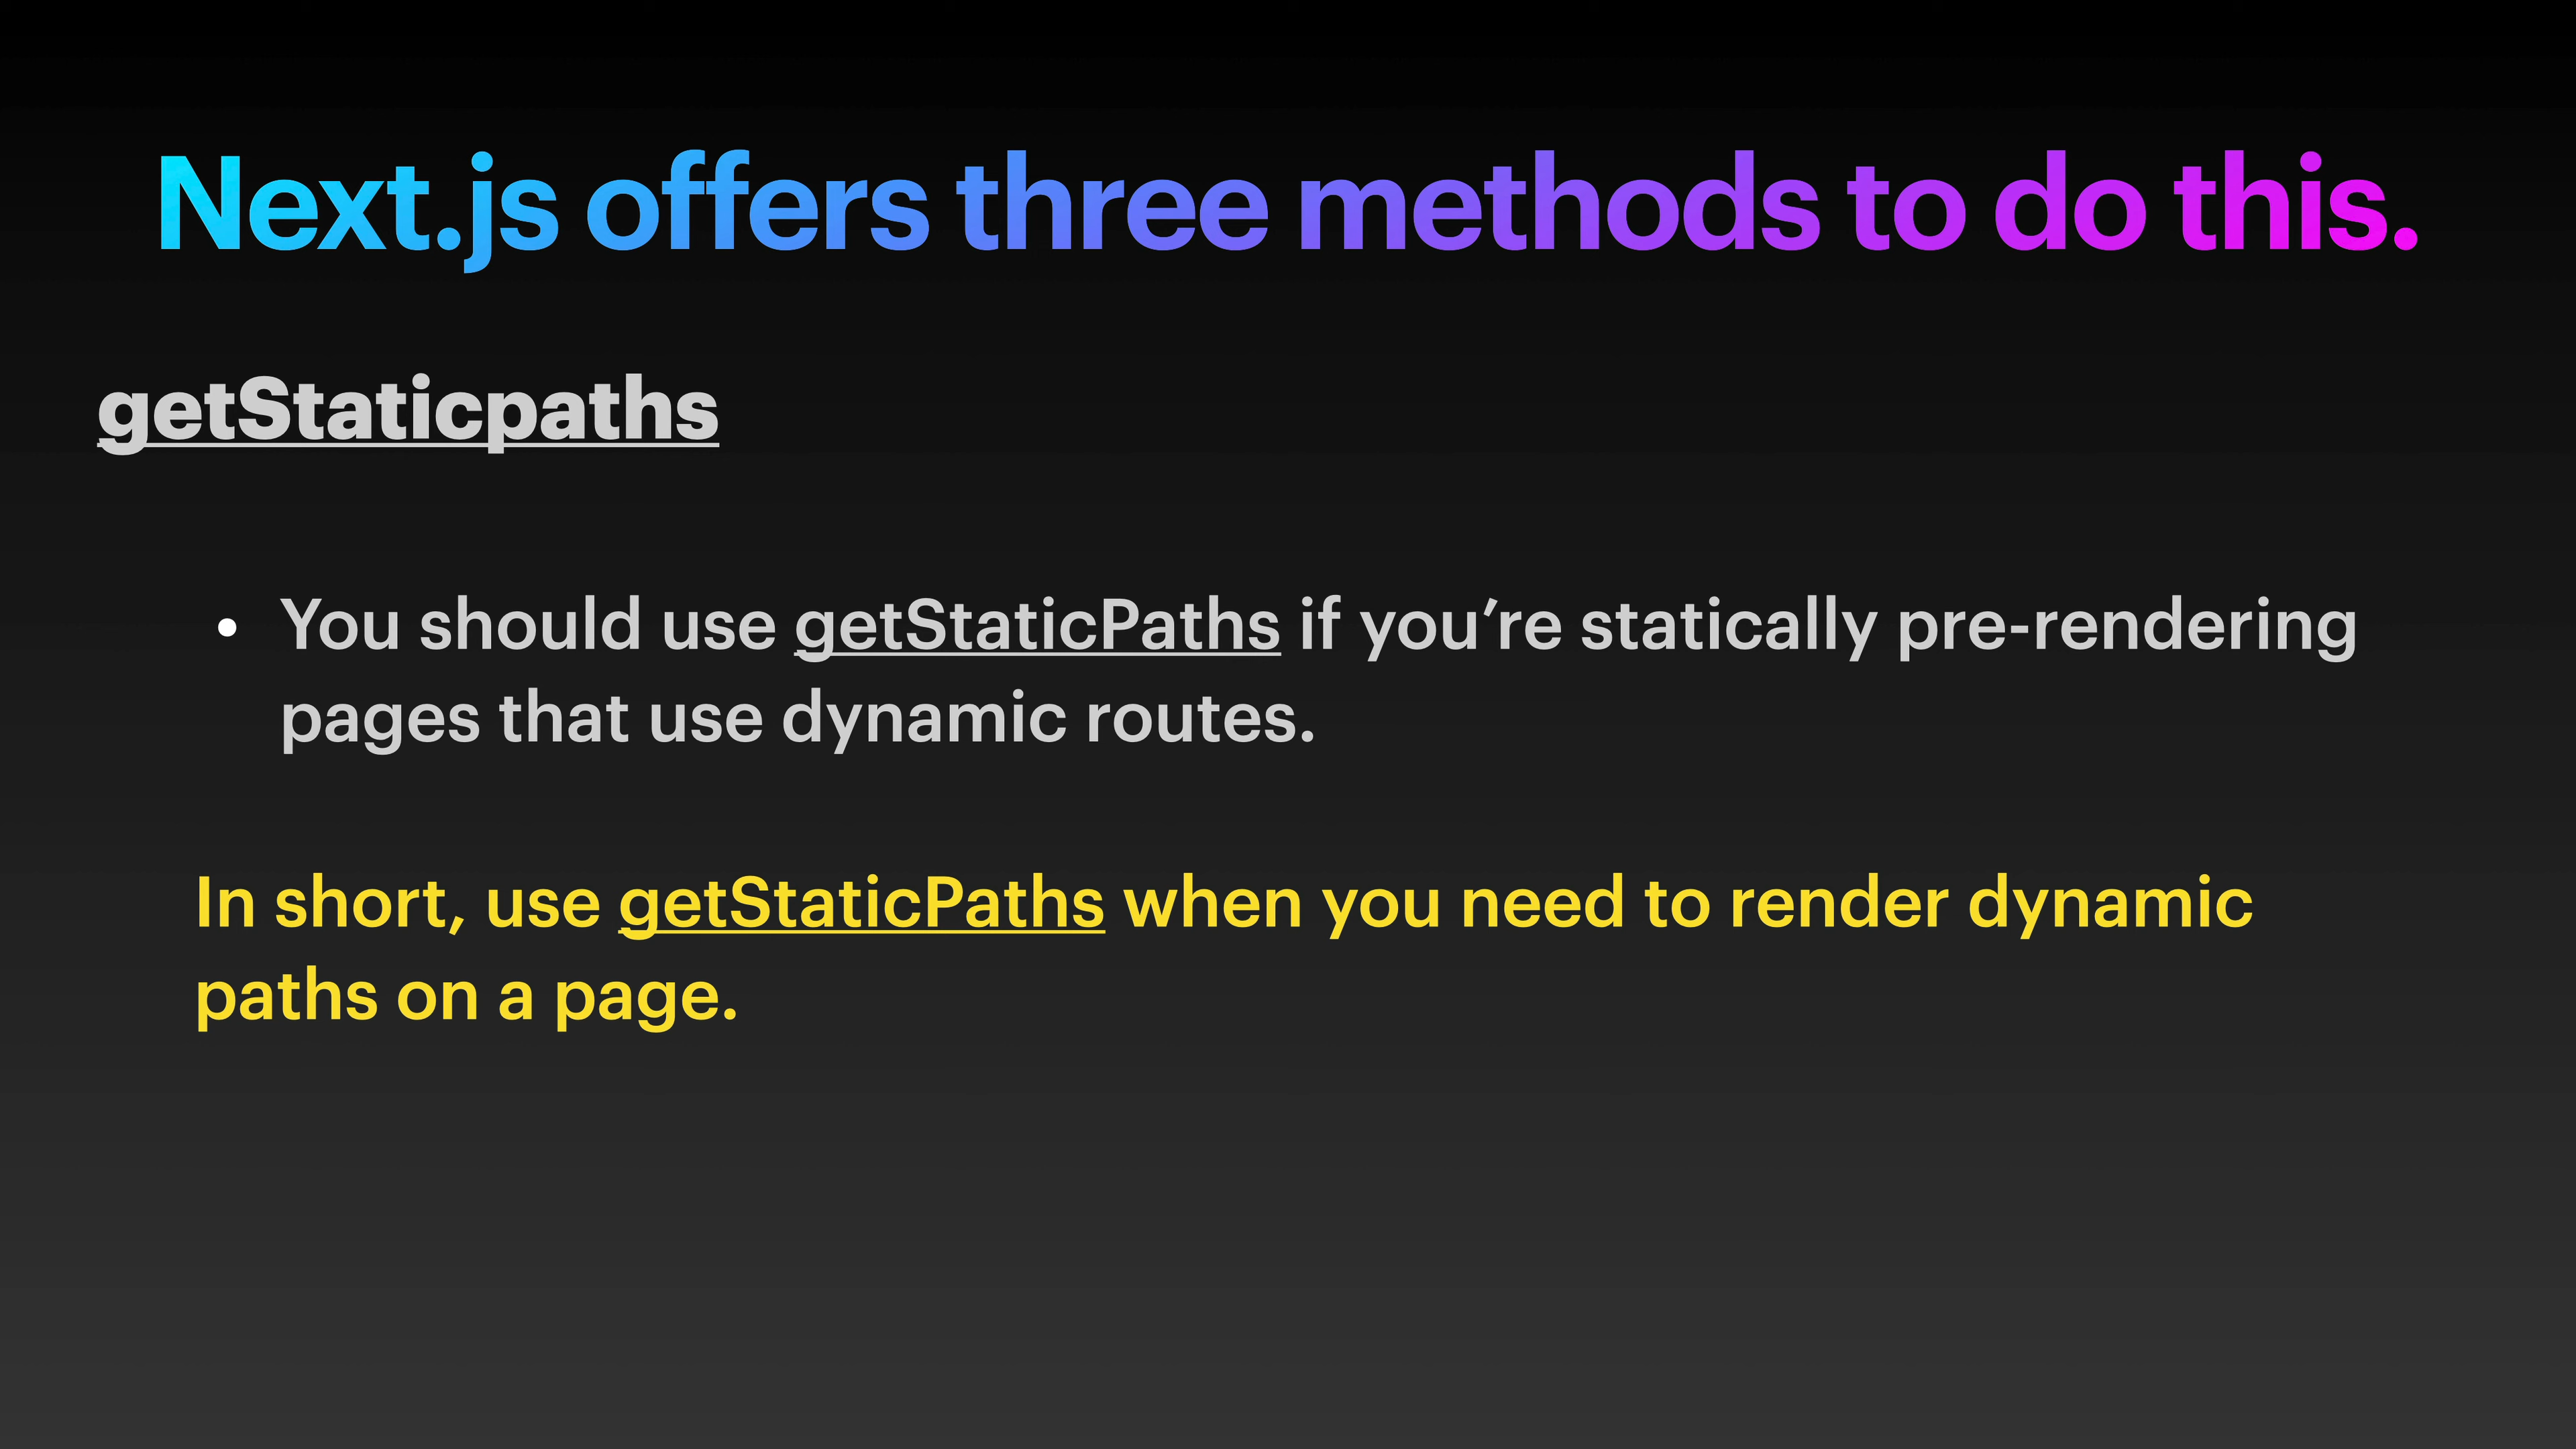 Next.js offers three methods to do this.
getStaticpaths
• You should use getStaticPaths if you’re statically pre-rendering
pages that use dynamic routes.
In short, use getStaticPaths when you need to render dynamic
paths on a page.